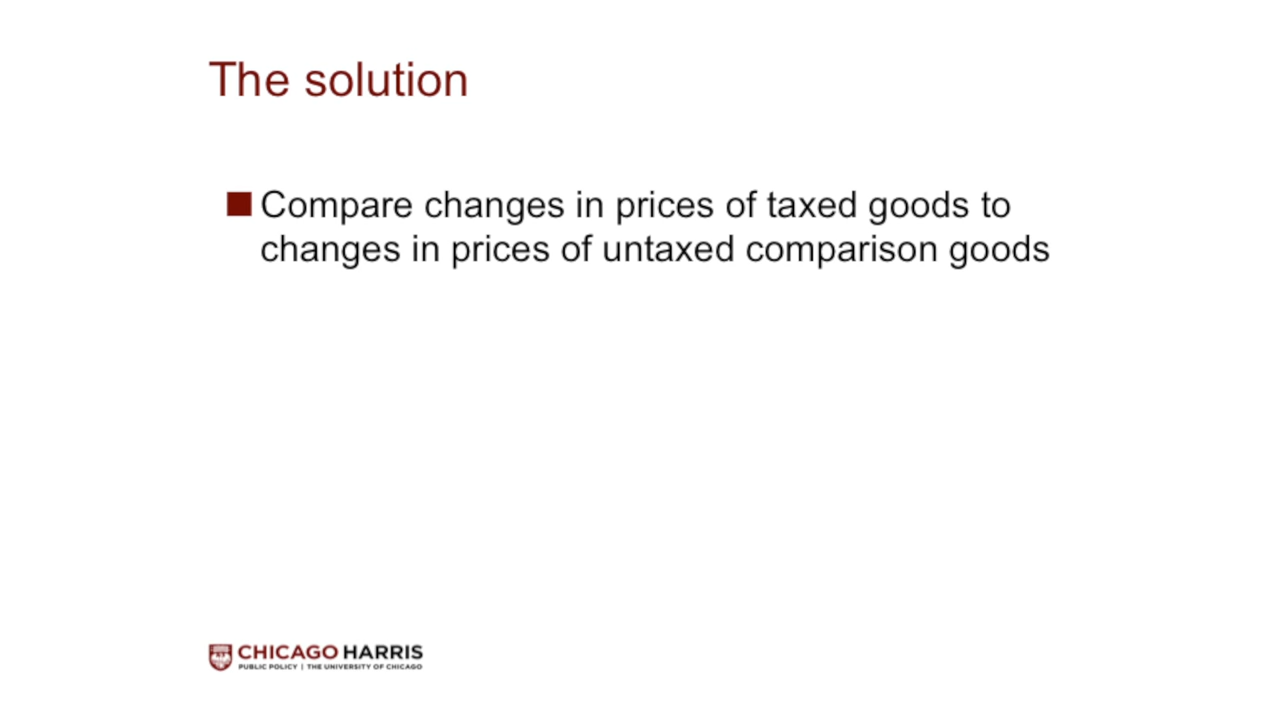 The solution
Compare changes in prices of taxed goods to
changes in prices of untaxed comparison goods
CHICAGO HARRIS
PUBLIC POLICY | THE UNIVERSITY OF CHICAGO